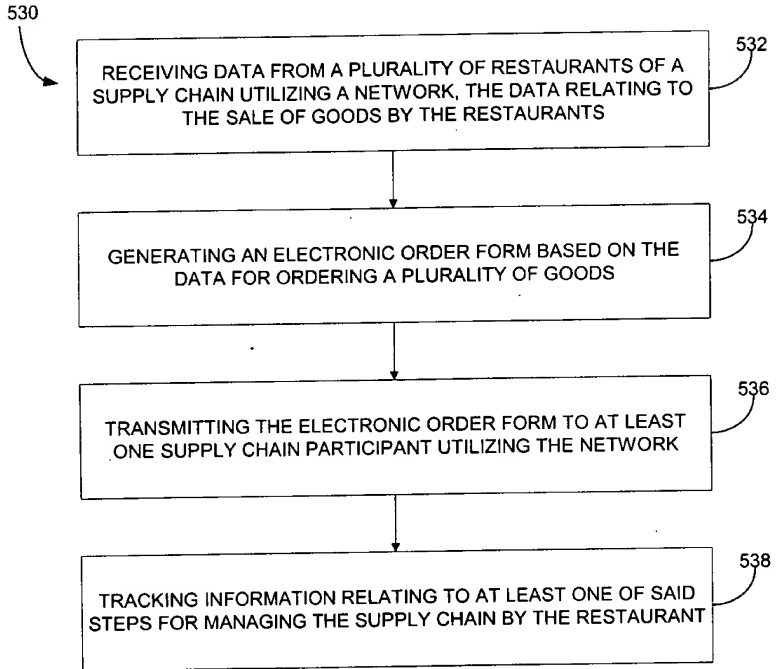 530
532
RECEIVING DATA FROM A PLURALITY OF RESTAURANTS OF A
SUPPLY CHAIN UTILIZING A NETWORK, THE DATA RELATING TO
THE SALE OF GOODS BY THE RESTAURANTS
534
GENERATING AN ELECTRONIC ORDER FORM BASED ON THE
DATA FOR ORDERING A PLURALITY OF GOODS
536
TRANSMITTING THE ELECTRONIC ORDER FORM TO AT LEAST
ONE SUPPLY CHAIN PARTICIPANT UTILIZING THE NETWORK
538
TRACKING INFORMATION RELATING TO AT LEAST ONE OF SAID
STEPS FOR MANAGING THE SUPPLY CHAIN BY THE RESTAURANT